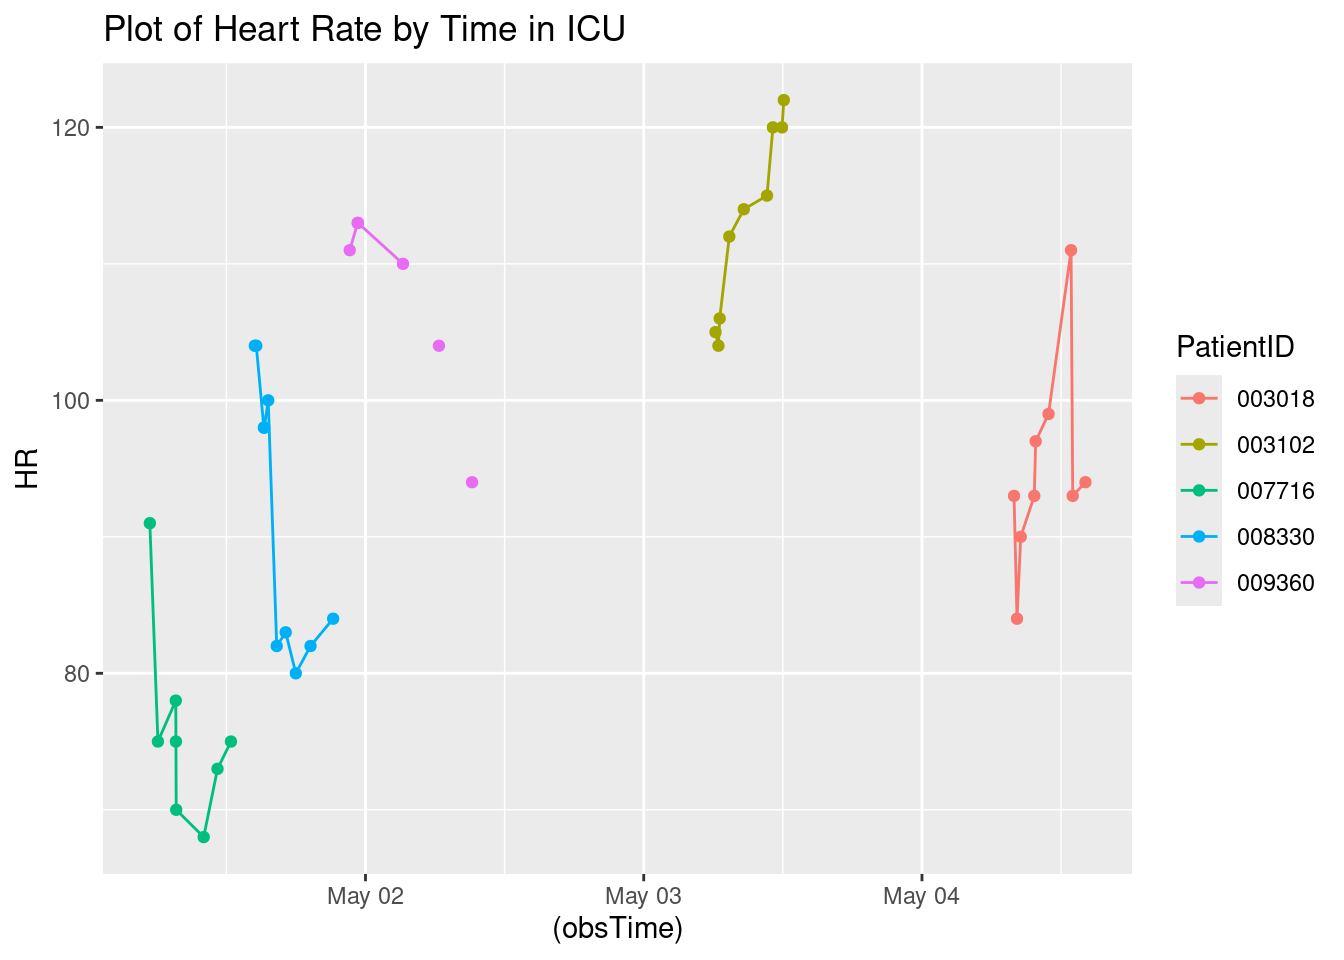 Plot of Heart Rate by Time in ICU
HR
120
100
80
May 02
May 03
May 04
(obsTime)
PatientID
003018
003102
007716
008330
009360